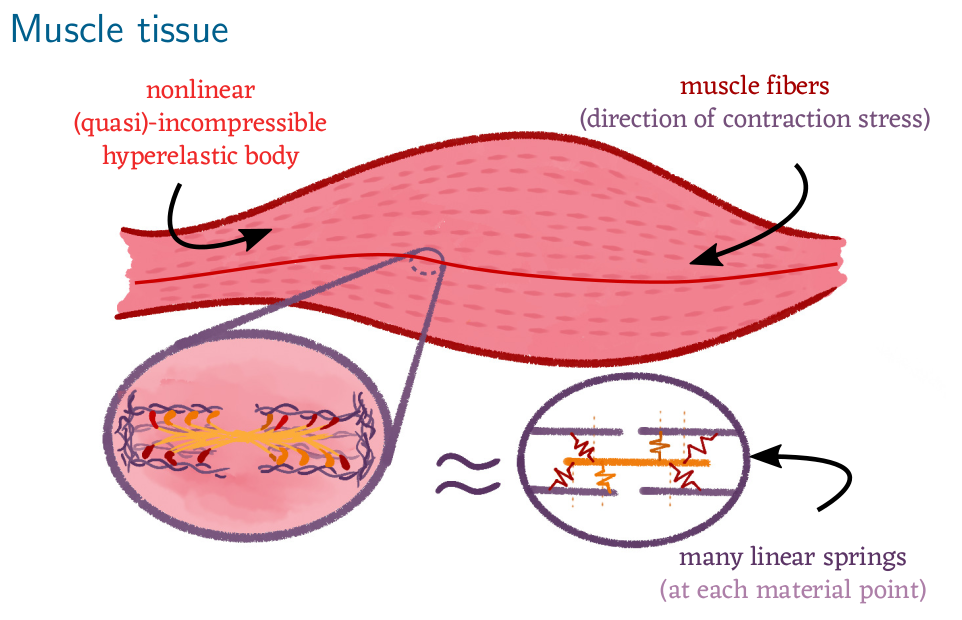 Muscle tissue
nonlinear
(quasi)-incompressible
hyperelastic body
muscle fibers
(direction of contraction stress)
≈
many linear springs
(at each material point)